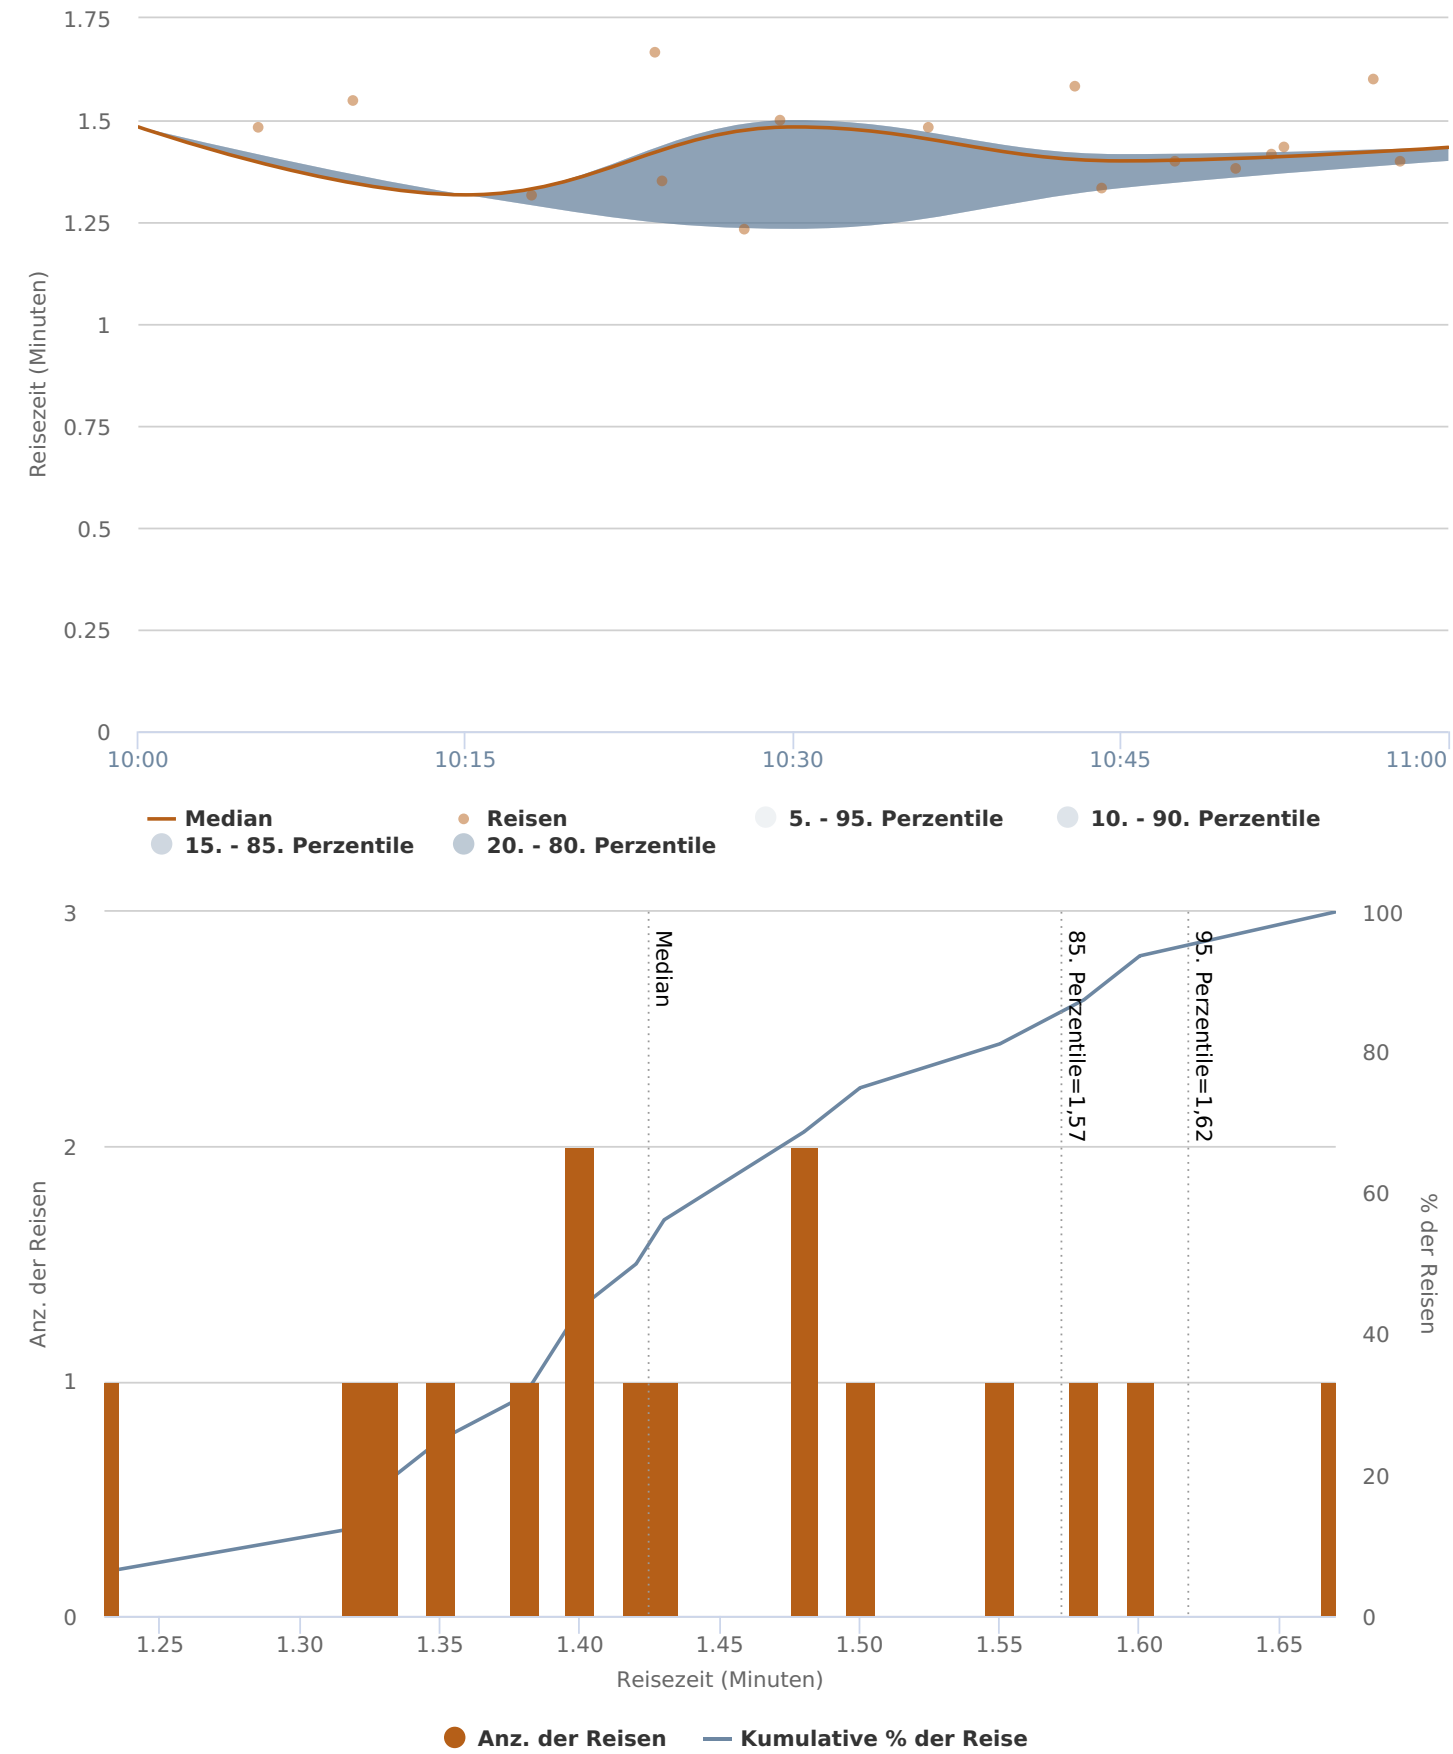 1.75
1.5
1.25
1
0.75
0.5
0.25
0
Reisezeit (Minuten)
10:00 10:15 10:30 10:45 11:00
Median Reisen 5. - 95. Perzentile 10. - 90. Perzentile
15. - 85. Perzentile 20. - 80. Perzentile
3
2
1
0
Anz. der Reisen
Median
85. Perzentile=1,57
95. Perzentile=1,62
100
80
60
40
20
0
% der Reisen
1.25 1.30 1.35 1.40 1.45 1.50 1.55 1.60 1.65
Reisezeit (Minuten)
Anz. der Reisen Kumulative % der Reise